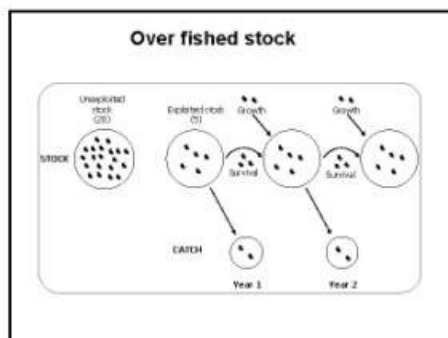 Over fished stock
Unexploited
stock
(20)
Exploited stock
(5)
Growth
Growth
STOCK
Survival
Survival
CATCH
Year 1
Year 2